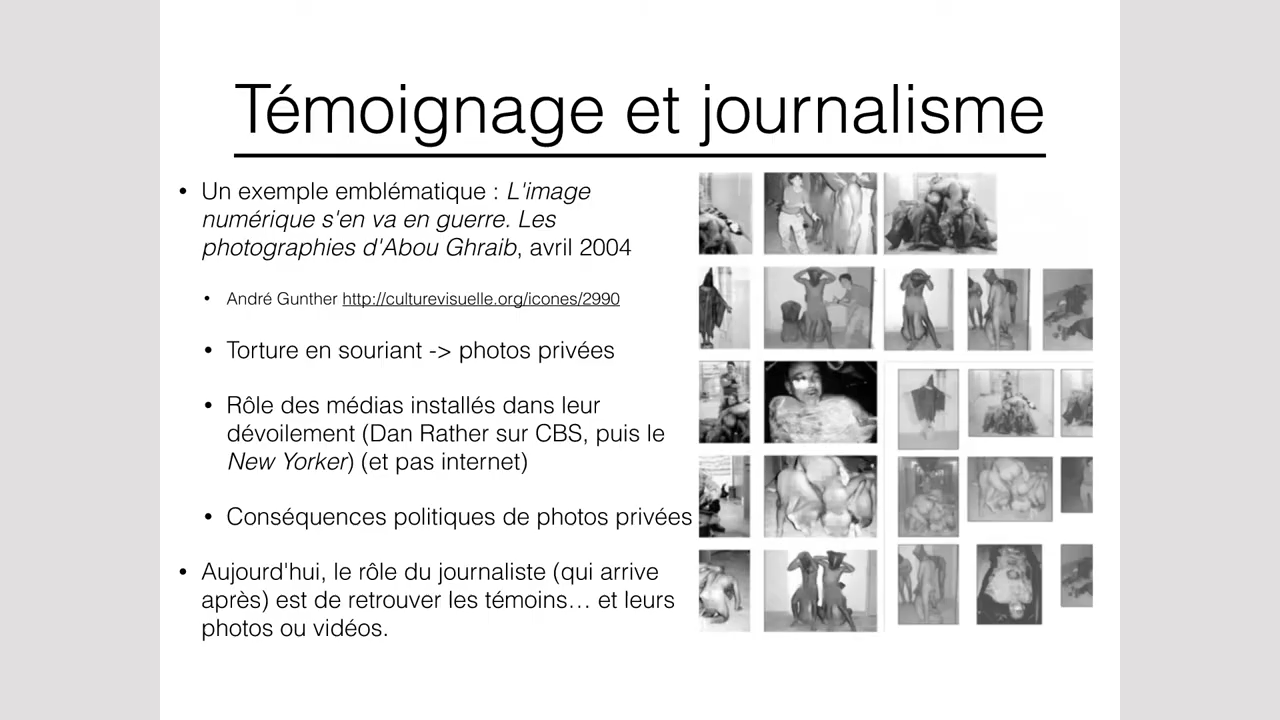 Témoignage et journalisme
• Un exemple emblématique : L'image
numérique s'en va en guerre. Les
photographies d'Abou Ghraib, avril 2004
• André Gunther http://culturevisuelle.org/icones/2990
• Torture en souriant -> photos privées
• Rôle des médias installés dans leur
dévoilement (Dan Rather sur CBS, puis le
New Yorker) (et pas internet)
• Conséquences politiques de photos privées
• Aujourd'hui, le rôle du journaliste (qui arrive
après) est de retrouver les témoins… et leurs
photos ou vidéos.